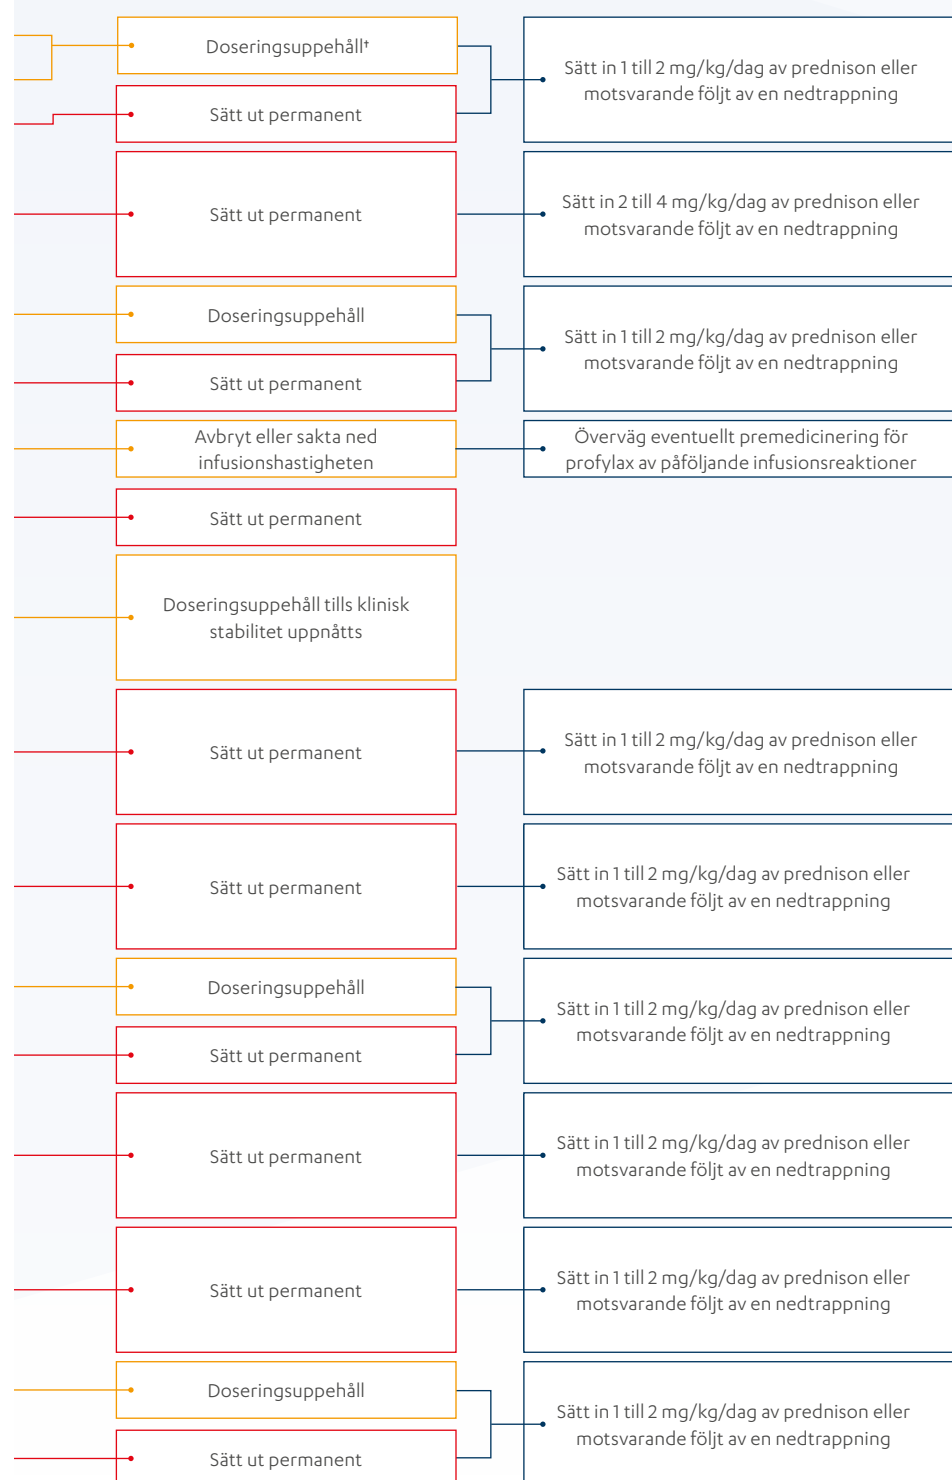 Doseringsuppehåll†
Sätt ut permanent
Sätt in 1 till 2 mg/kg/dag av prednison eller
motsvarande följt av en nedtrappning
Sätt ut permanent
Sätt in 2 till 4 mg/kg/dag av prednison eller
motsvarande följt av en nedtrappning
Doseringsuppehåll
Sätt ut permanent
Sätt in 1 till 2 mg/kg/dag av prednison eller
motsvarande följt av en nedtrappning
Avbryt eller sakta ned
infusionshastigheten
Överväg eventuellt premedicinering för
profylax av påföljande infusionsreaktioner
Sätt ut permanent
Doseringsuppehåll tills klinisk
stabilitet uppnåtts
Sätt ut permanent
Sätt in 1 till 2 mg/kg/dag av prednison eller
motsvarande följt av en nedtrappning
Sätt ut permanent
Sätt in 1 till 2 mg/kg/dag av prednison eller
motsvarande följt av en nedtrappning
Doseringsuppehåll
Sätt ut permanent
Sätt in 1 till 2 mg/kg/dag av prednison eller
motsvarande följt av en nedtrappning
Sätt ut permanent
Sätt in 1 till 2 mg/kg/dag av prednison eller
motsvarande följt av en nedtrappning
Sätt ut permanent
Sätt in 1 till 2 mg/kg/dag av prednison eller
motsvarande följt av en nedtrappning
Doseringsuppehåll
Sätt ut permanent
Sätt in 1 till 2 mg/kg/dag av prednison eller
motsvarande följt av en nedtrappning